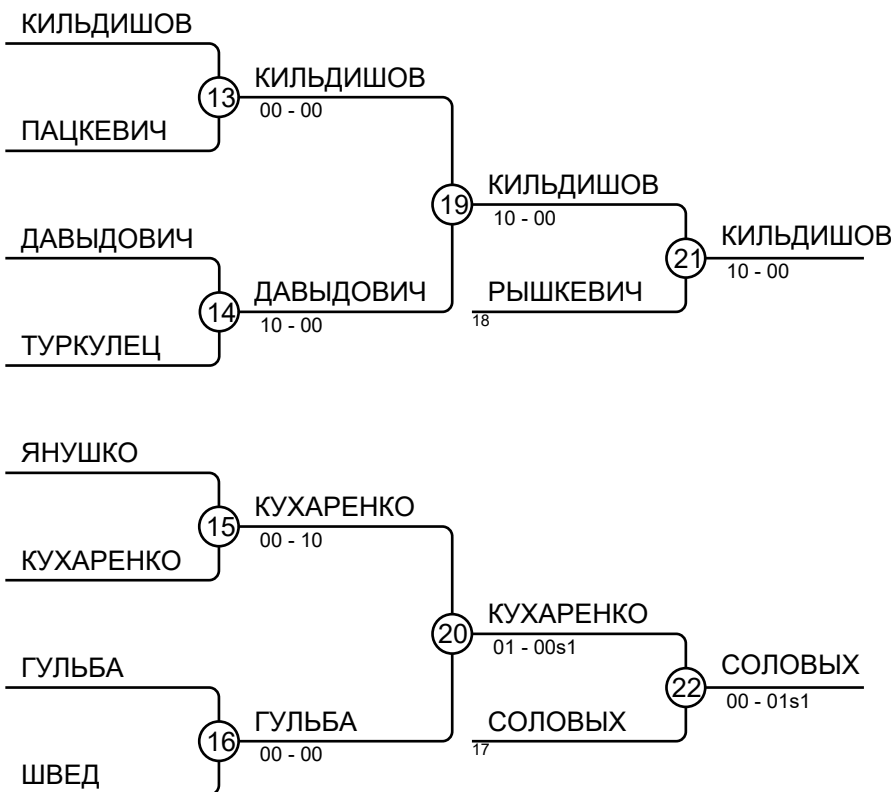 КИЛЬДИШОВ
13
КИЛЬДИШОВ
00 - 00
ПАЦКЕВИЧ
19
КИЛЬДИШОВ
10 - 00
ДАВЫДОВИЧ
21
КИЛЬДИШОВ
10 - 00
14
ДАВЫДОВИЧ
10 - 00
РЫШКЕВИЧ
18
ТУРКУЛЕЦ
ЯНУШКО
15
КУХАРЕНКО
00 - 10
КУХАРЕНКО
20
КУХАРЕНКО
01 - 00s1
ГУЛЬБА
22
СОЛОВЫХ
00 - 01s1
16
ГУЛЬБА
00 - 00
СОЛОВЫХ
17
ШВЕД